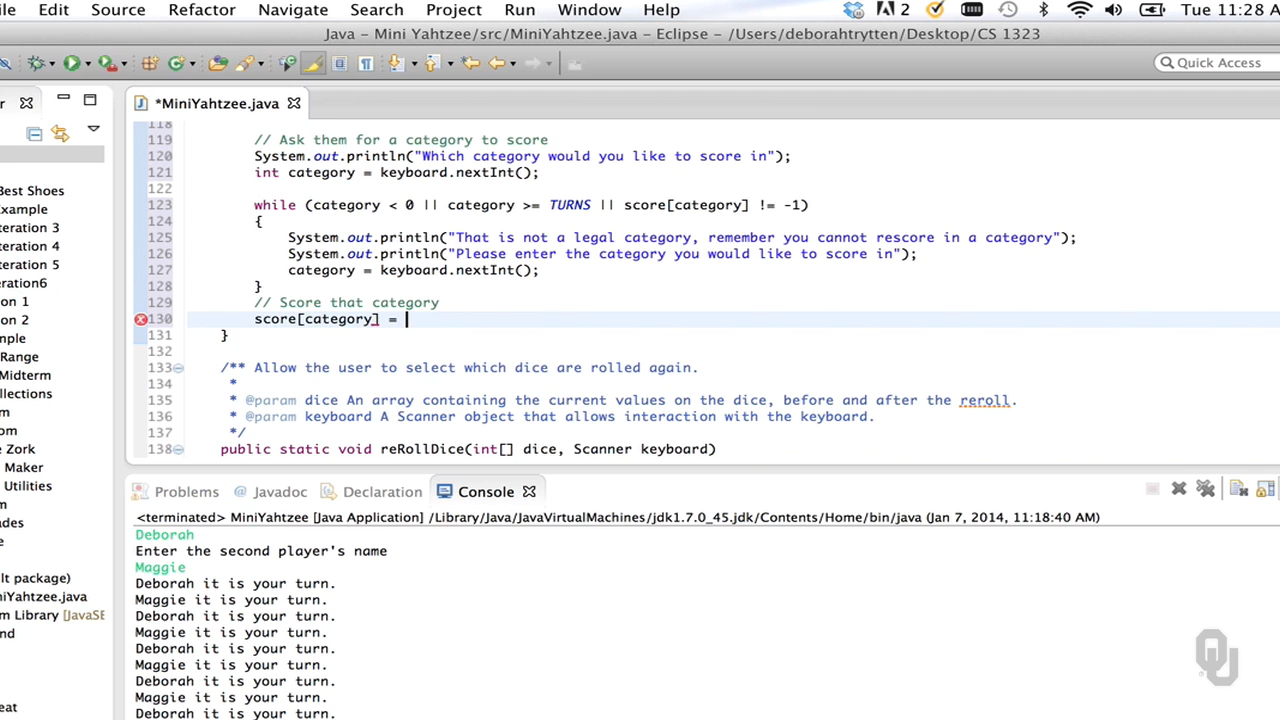 ile Edit Source Refactor Navigate Search Project Run Window Help 2 Tue 11:28 A
Java - Mini Yahtzee/src/MiniYahtzee.java - Eclipse - /Users/deborahtrytten/Desktop/CS 1323
Quick Access
r *MiniYahtzee.java
118
119 // Ask them for a category to score
120 System.out.println("Which category would you like to score in");
121 int category = keyboard.nextInt();
122
123 while (category < 0 || category >= TURNS || score[category] != -1)
124 {
125 System.out.println("That is not a legal category, remember you cannot rescore in a category");
126 System.out.println("Please enter the category you would like to score in");
127 category = keyboard.nextInt();
128 }
129 // Score that category
130 score[category] =
131 }
132
133 /** Allow the user to select which dice are rolled again.
134 *
135 * @param dice An array containing the current values on the dice, before and after the reroll.
136 * @param keyboard A Scanner object that allows interaction with the keyboard.
137 */
138 public static void reRollDice(int[] dice, Scanner keyboard)
Best Shoes
Example
teration 3
teration 4
teration 5
teration6
on 1
on 2
mple
Range
Midterm
llections
m
om
e Zork
Maker
Utilities
m
ades
e
lt package)
niYahtzee.java
m Library [JavaSE
nd
eat
Problems @ Javadoc Declaration Console
<terminated> MiniYahtzee [Java Application] /Library/Java/JavaVirtualMachines/jdk1.7.0_45.jdk/Contents/Home/bin/java (Jan 7, 2014, 11:18:40 AM)
Deborah
Enter the second player's name
Maggie
Deborah it is your turn.
Maggie it is your turn.
Deborah it is your turn.
Maggie it is your turn.
Deborah it is your turn.
Maggie it is your turn.
Deborah it is your turn.
Maggie it is your turn.
Deborah it is your turn.
OU